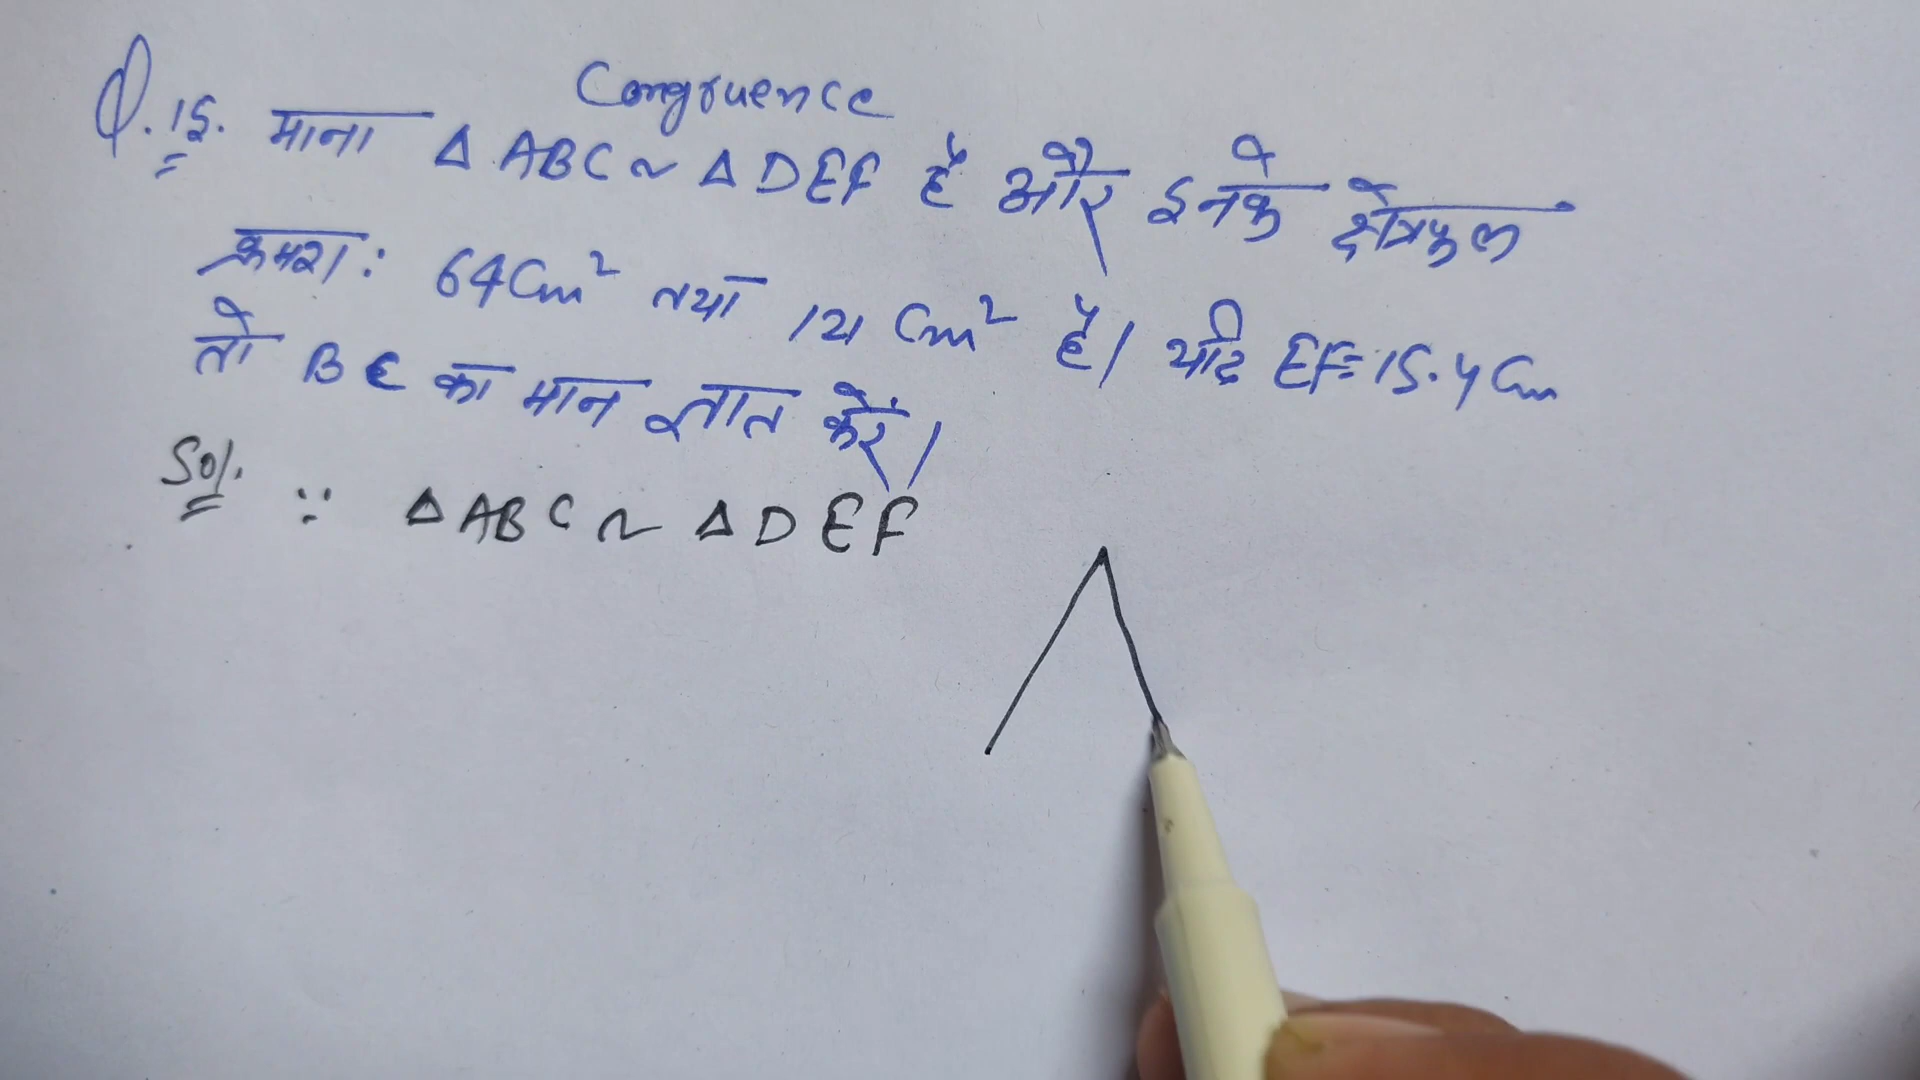 Congruence
Q.15. माना Δ ABC ~ Δ DEF है और इनके क्षेत्रफल
क्रमश: 64 Cm² तथा 121 Cm² है। यदि EF = 15.4 Cm
तो BC का मान ज्ञात करें।
Sol. ∵ Δ ABC ~ Δ DEF